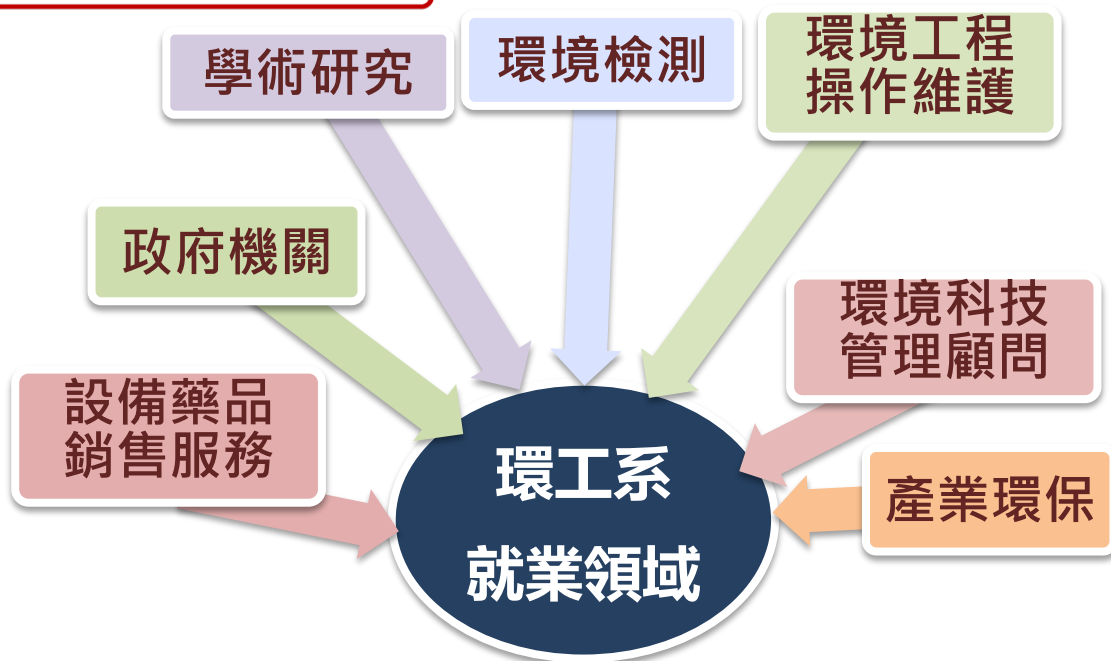 學術研究
環境檢測
環境工程
操作維護
政府機關
環境科技
管理顧問
設備藥品
銷售服務
產業環保
環工系
就業領域